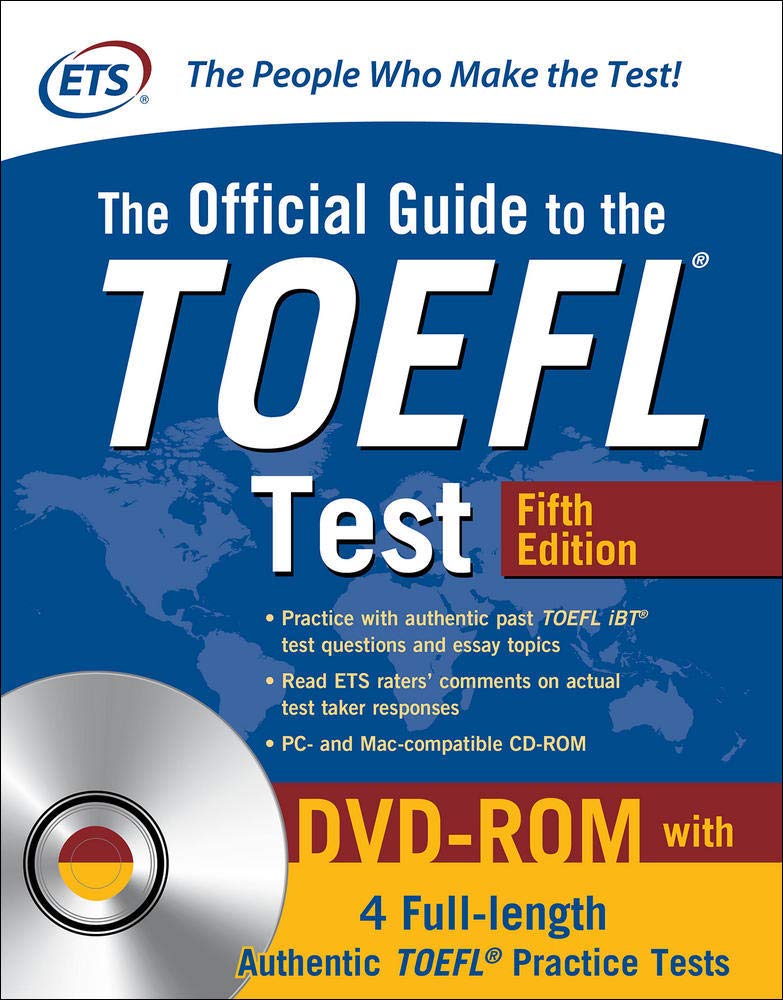 ETS® The People Who Make the Test!
The Official Guide to the
TOEFL®
Test
Fifth
Edition
• Practice with authentic past TOEFL iBT®
test questions and essay topics
• Read ETS raters' comments on actual
test taker responses
• PC- and Mac-compatible CD-ROM
DVD-ROM with
4 Full-length
Authentic TOEFL® Practice Tests